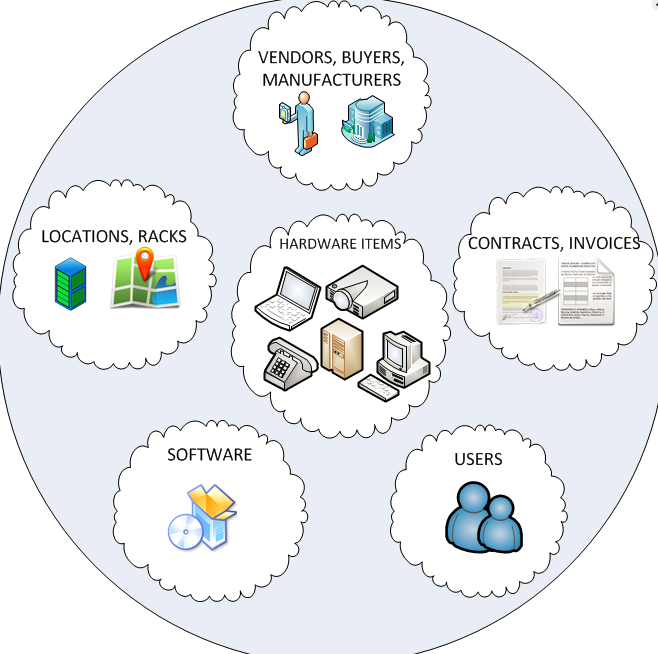 VENDORS, BUYERS,
MANUFACTURERS
LOCATIONS, RACKS
HARDWARE ITEMS
CONTRACTS, INVOICES
SOFTWARE
USERS